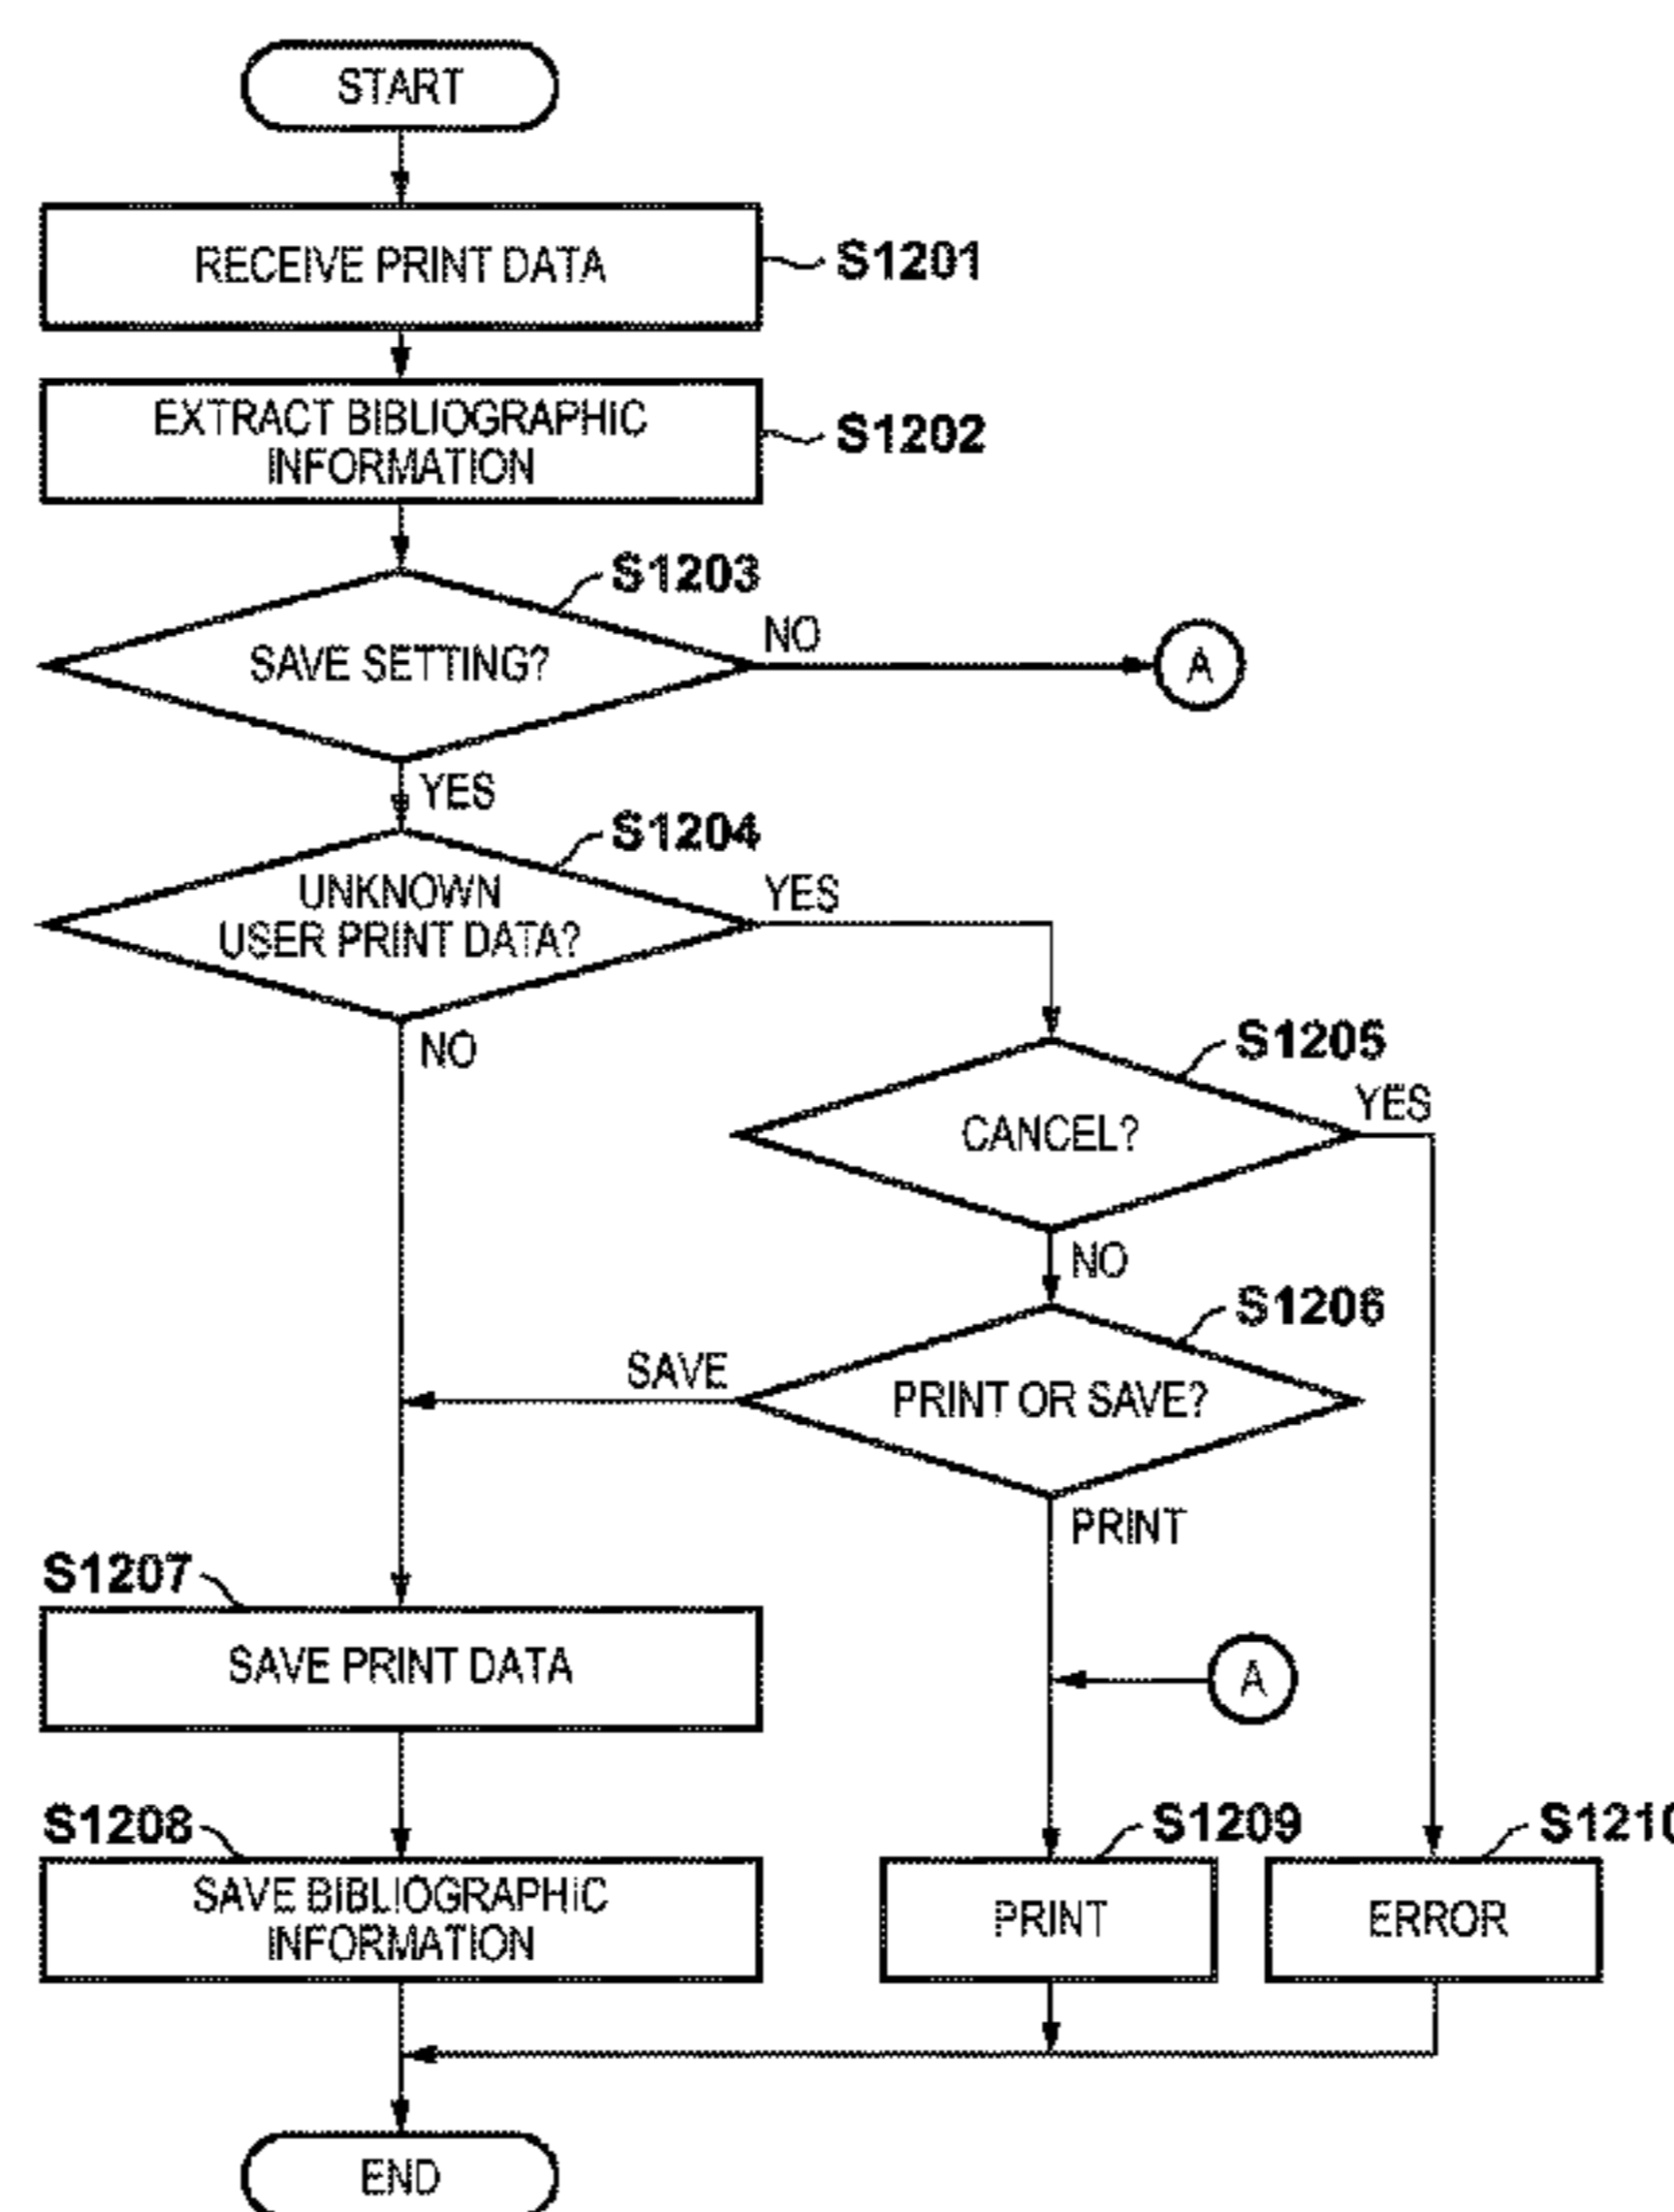 START
RECEIVE PRINT DATA
S1201
EXTRACT BIBLIOGRAPHIC
INFORMATION
S1202
S1203
SAVE SETTING?
NO
A
YES
S1204
UNKNOWN
USER PRINT DATA?
YES
NO
S1205
CANCEL?
YES
NO
S1206
PRINT OR SAVE?
SAVE
PRINT
S1207
SAVE PRINT DATA
A
S1208
SAVE BIBLIOGRAPHIC
INFORMATION
S1209
PRINT
S1210
ERROR
END